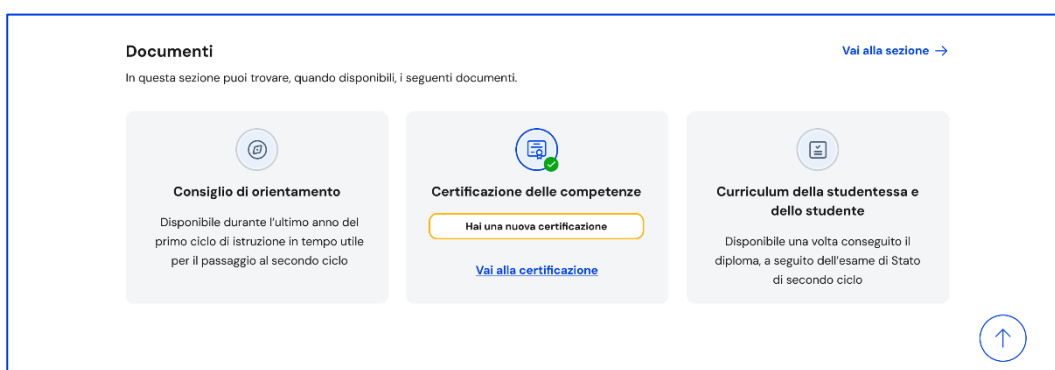 Documenti
Vai alla sezione →
In questa sezione puoi trovare, quando disponibili, i seguenti documenti.
Consiglio di orientamento
Disponibile durante l'ultimo anno del
primo ciclo di istruzione in tempo utile
per il passaggio al secondo ciclo
Certificazione delle competenze
Hai una nuova certificazione
Vai alla certificazione
Curriculum della studentessa e
dello studente
Disponibile una volta conseguito il
diploma, a seguito dell'esame di Stato
di secondo ciclo